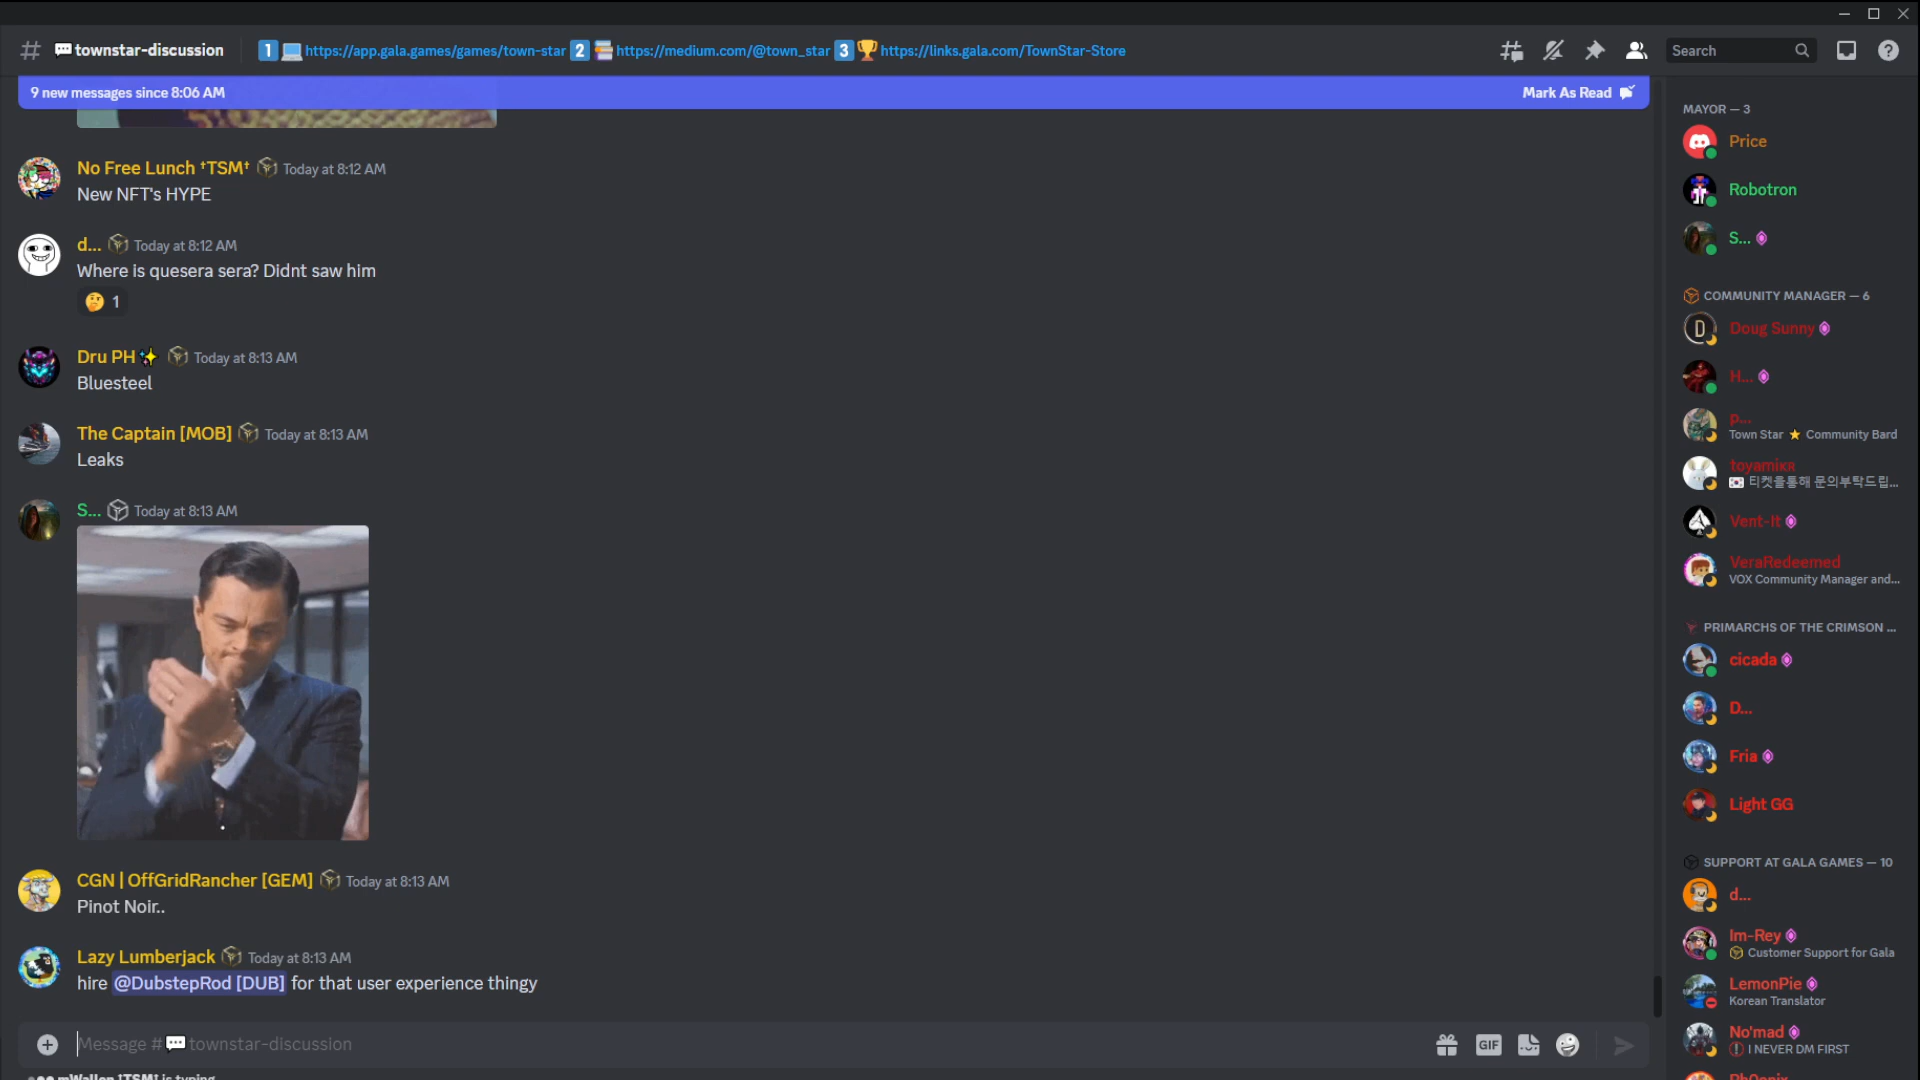 townstar-discussion
1 https://app.gala.games/games/town-star 2 https://medium.com/@town_star 3 https://links.gala.com/TownStar-Store
Search
9 new messages since 8:06 AM
Mark As Read
No Free Lunch †TSM† Today at 8:12 AM
New NFT's HYPE
d... Today at 8:12 AM
Where is quesera sera? Didnt saw him
1
Dru PH Today at 8:13 AM
Bluesteel
The Captain [MOB] Today at 8:13 AM
Leaks
S... Today at 8:13 AM
CGN | OffGridRancher [GEM] Today at 8:13 AM
Pinot Noir..
Lazy Lumberjack Today at 8:13 AM
hire @DubstepRod [DUB] for that user experience thingy
Message # townstar-discussion
GIF
MAYOR — 3
Price
Robotron
S...
COMMUNITY MANAGER — 6
D
Doug Sunny
H...
p...
Town Star ⭐ Community Bard
toyamiKR
티켓을통해 문의부탁드립...
Vent-It
VeraRedeemed
VOX Community Manager and...
PRIMARCHS OF THE CRIMSON ...
cicada
D...
Fria
Light GG
SUPPORT AT GALA GAMES — 10
d...
Im-Rey
Customer Support for Gala
LemonPie
Korean Translator
No'mad
I NEVER DM FIRST